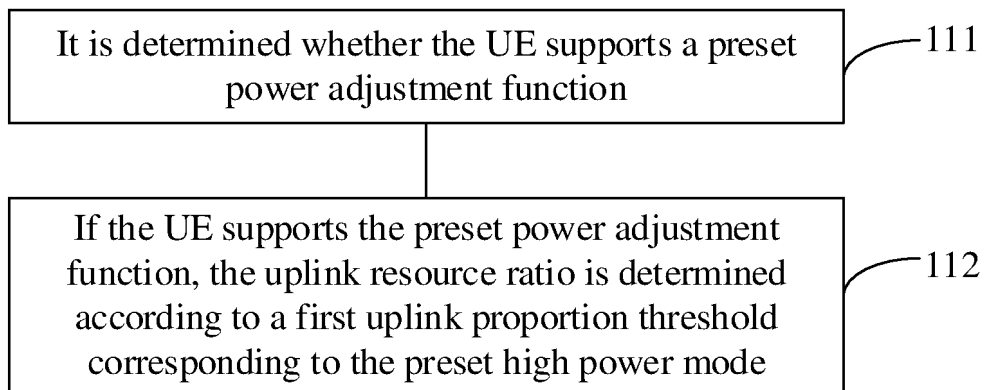 It is determined whether the UE supports a preset
power adjustment function
111
If the UE supports the preset power adjustment
function, the uplink resource ratio is determined
according to a first uplink proportion threshold
corresponding to the preset high power mode
112